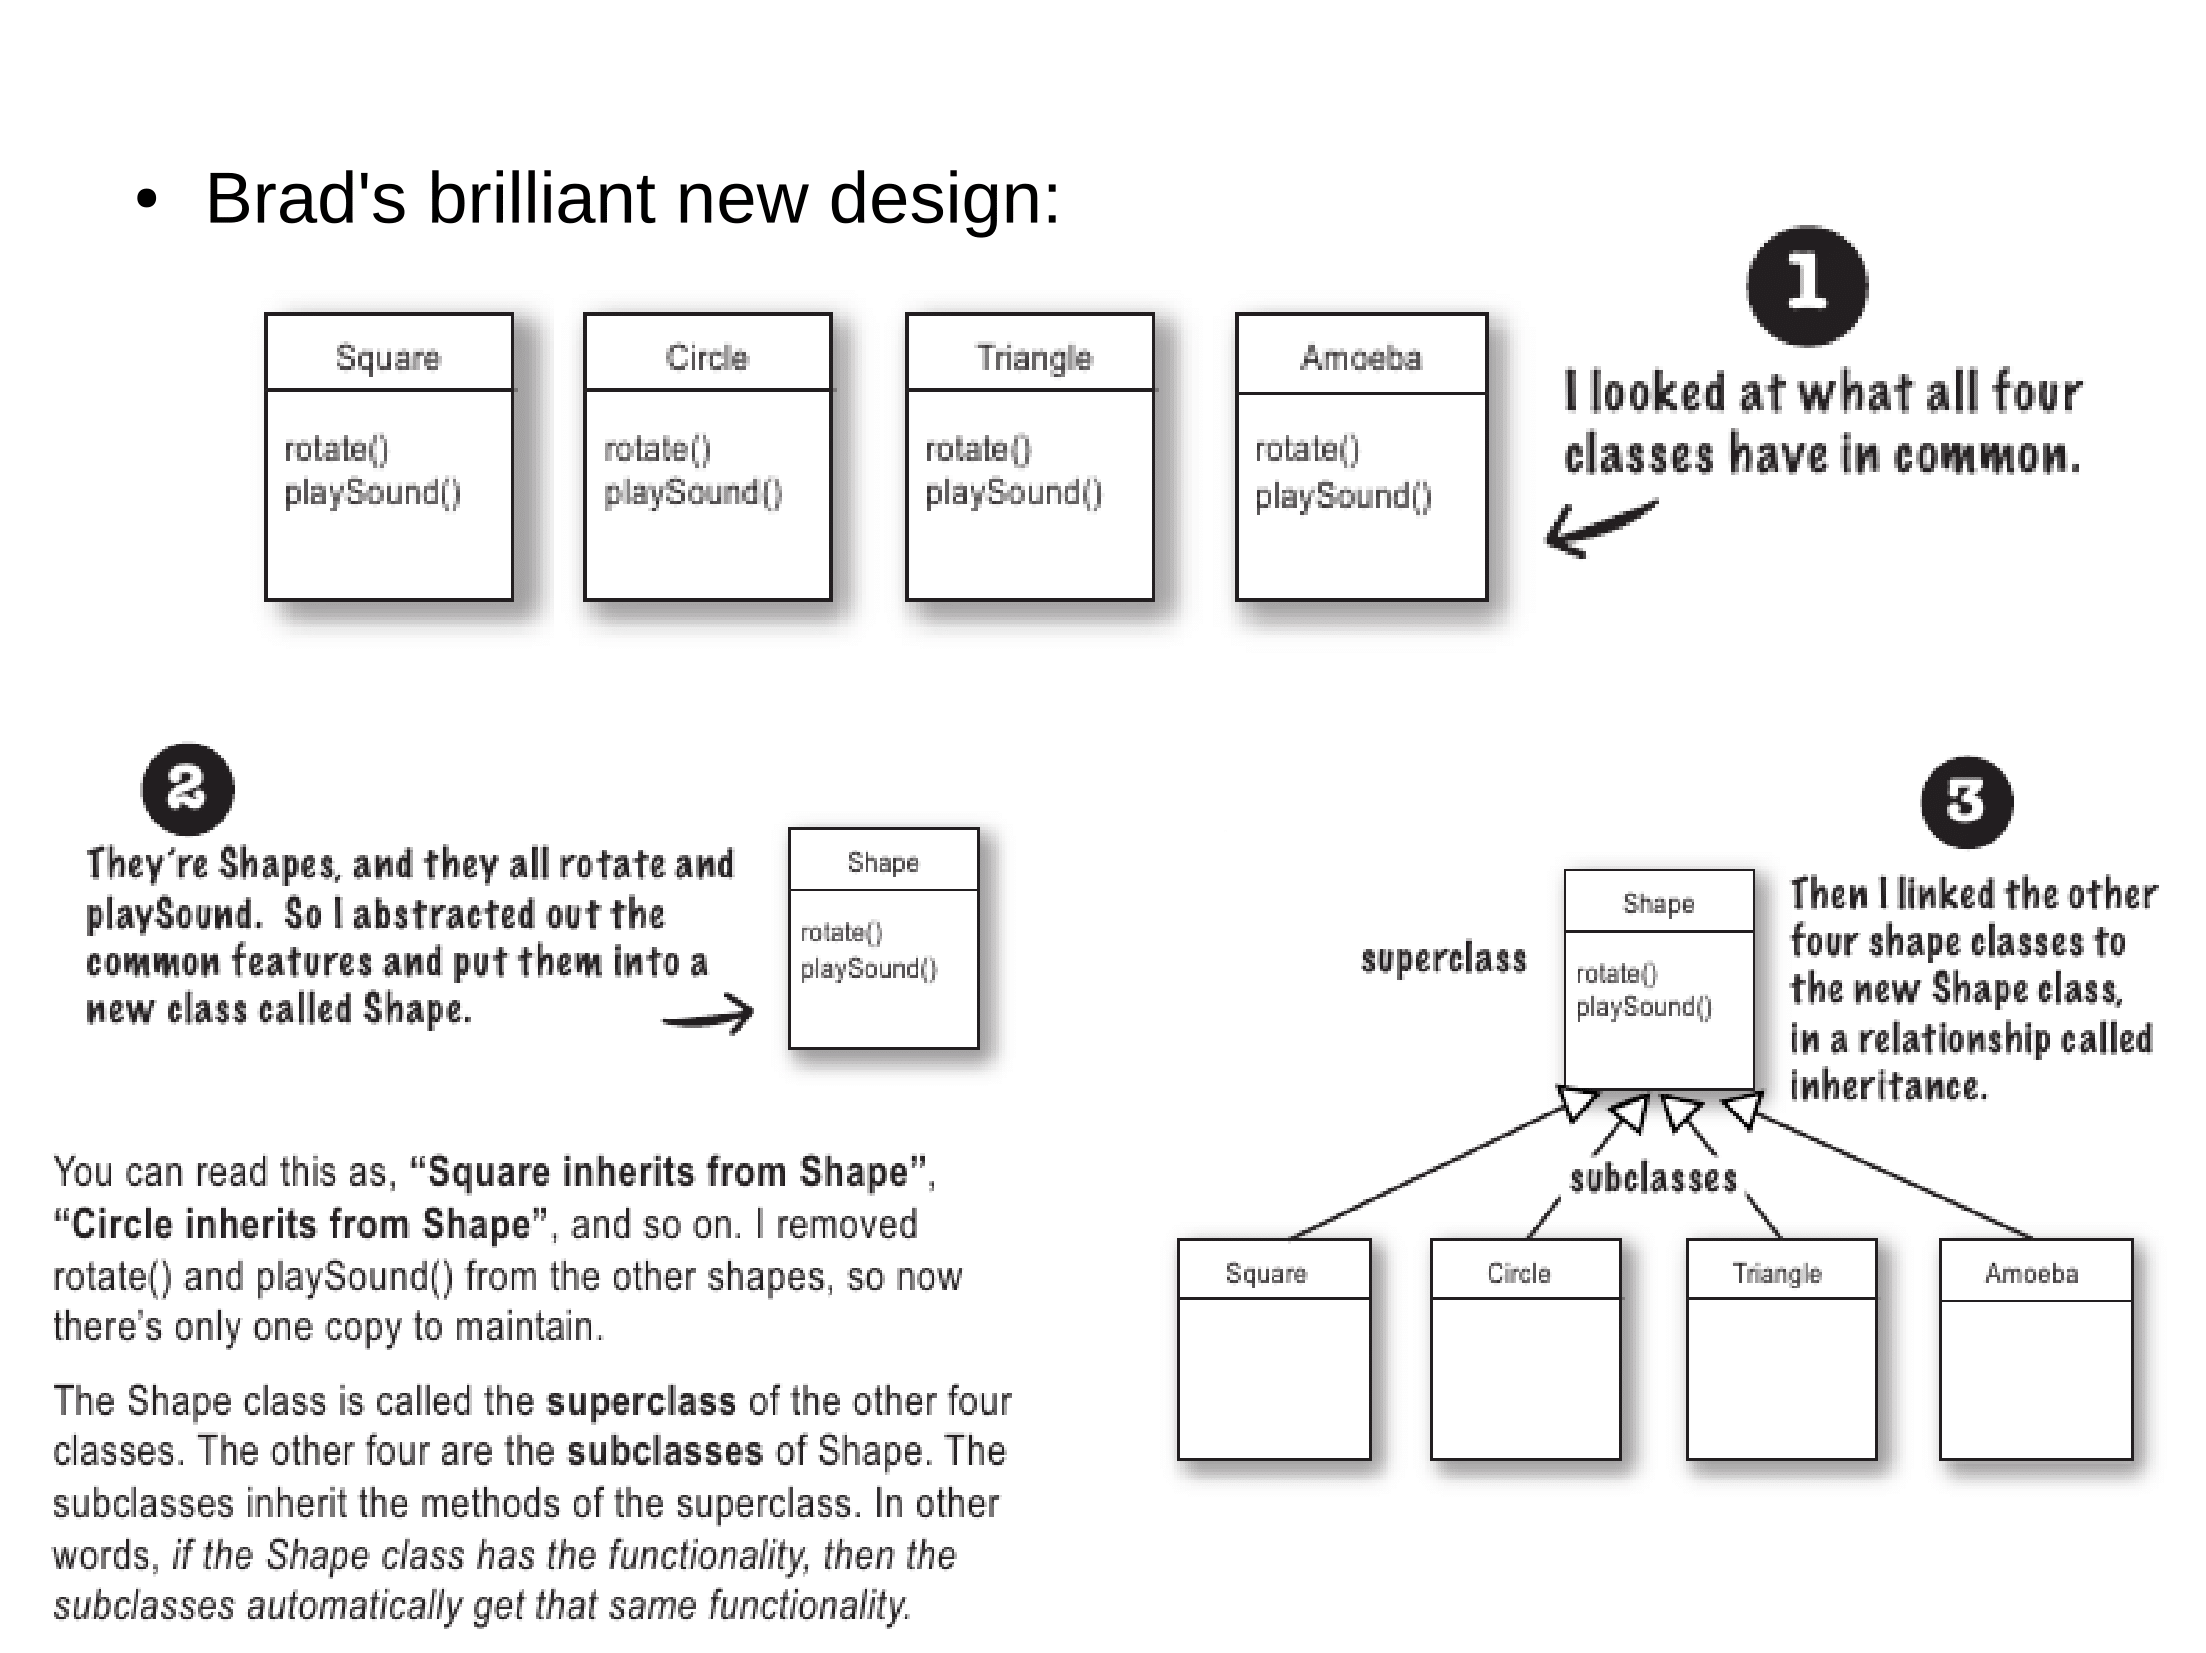 • Brad's brilliant new design:
1
Square
rotate()
playSound()
Circle
rotate()
playSound()
Triangle
rotate()
playSound()
Amoeba
rotate()
playSound()
I looked at what all four
classes have in common.
2
They're Shapes, and they all rotate and
playSound. So I abstracted out the
common features and put them into a
new class called Shape.
Shape
rotate()
playSound()
3
Then I linked the other
four shape classes to
the new Shape class,
in a relationship called
inheritance.
superclass
Shape
rotate()
playSound()
subclasses
Square
Circle
Triangle
Amoeba
You can read this as, “Square inherits from Shape”,
“Circle inherits from Shape”, and so on. I removed
rotate() and playSound() from the other shapes, so now
there’s only one copy to maintain.
The Shape class is called the superclass of the other four
classes. The other four are the subclasses of Shape. The
subclasses inherit the methods of the superclass. In other
words, if the Shape class has the functionality, then the
subclasses automatically get that same functionality.